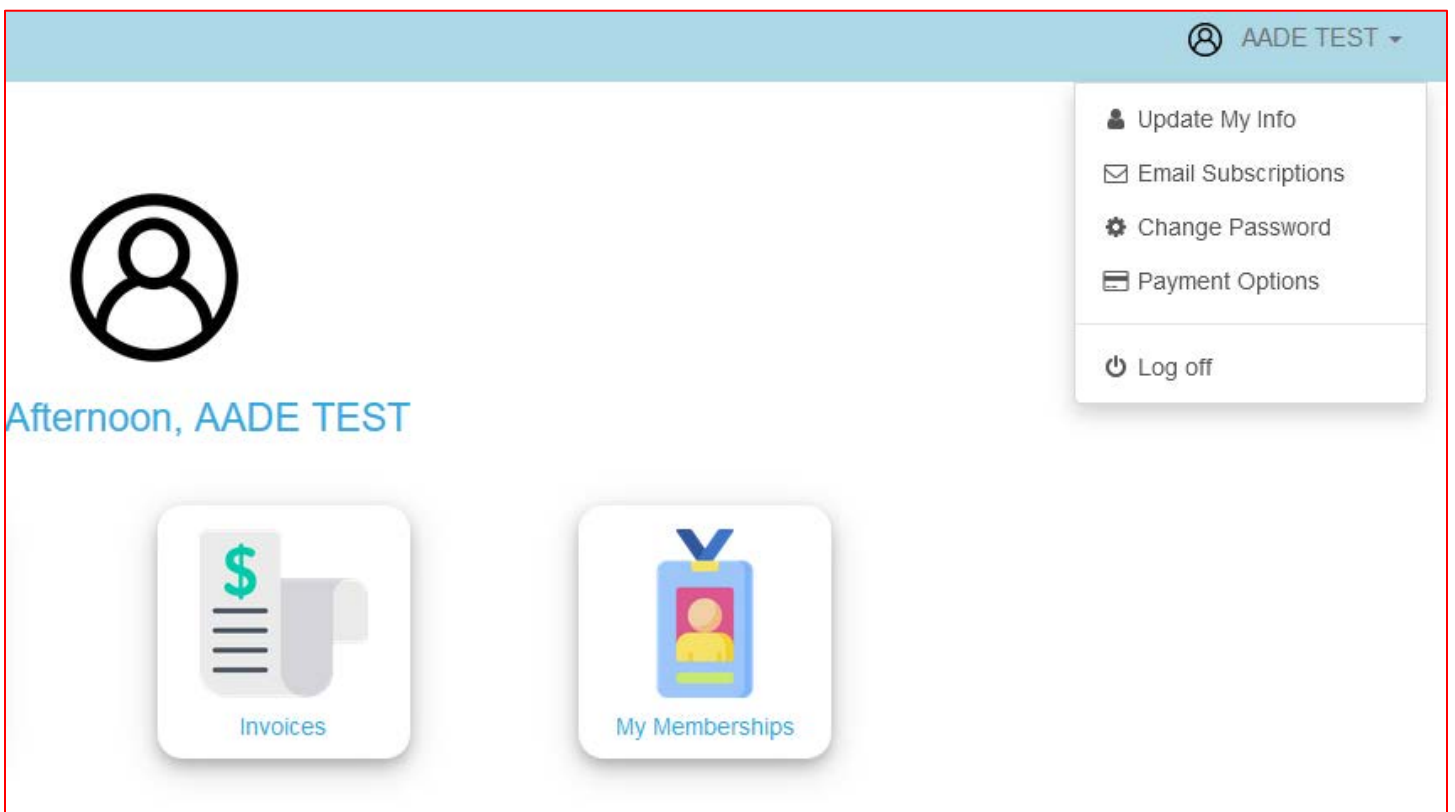 AADE TEST
Update My Info
Email Subscriptions
Change Password
Payment Options
Log off
Afternoon, AADE TEST
$
Invoices
My Memberships